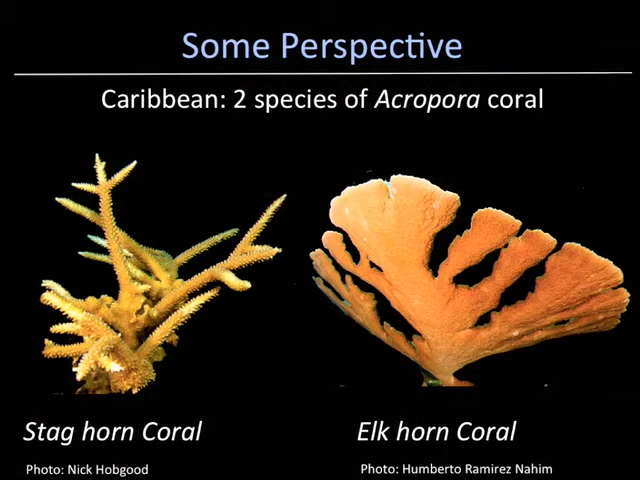 Some Perspective
Caribbean: 2 species of Acropora coral
Stag horn Coral
Elk horn Coral
Photo: Nick Hobgood
Photo: Humberto Ramirez Nahim